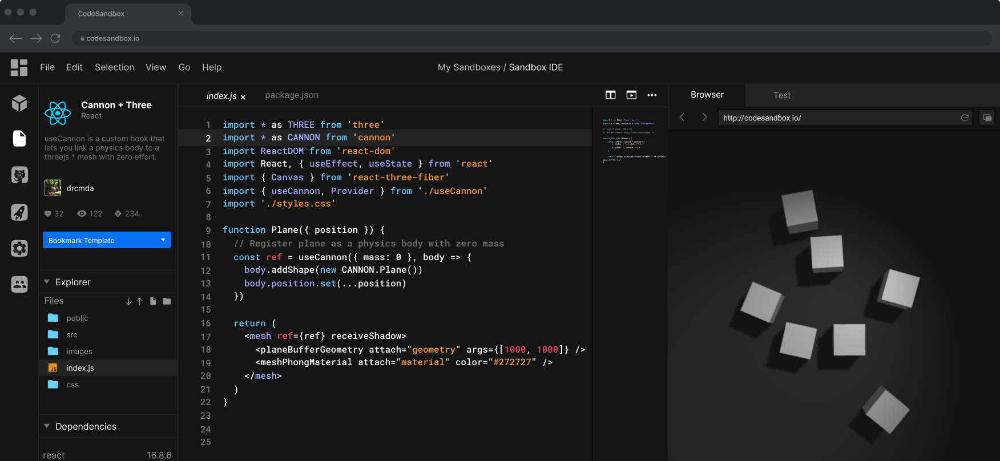 CodeSandbox
codesandbox.io
File Edit Selection View Go Help
My Sandboxes / Sandbox IDE
Cannon + Three
React
useCannon is a custom hook that
lets you link a physics body to a
threejs * mesh with zero effort.
drcmda
32 122 234
Bookmark Template
Explorer
Files
public
src
images
JS index.js
css
Dependencies
react 16.8.6
index.js × package.json
1 import * as THREE from 'three'
2 import * as CANNON from 'cannon'
3 import ReactDOM from 'react-dom'
4 import React, { useEffect, useState } from 'react'
5 import { Canvas } from 'react-three-fiber'
6 import { useCannon, Provider } from './useCannon'
7 import './styles.css'
8
9 function Plane({ position }) {
10 // Register plane as a physics body with zero mass
11 const ref = useCannon({ mass: 0 }, body => {
12 body.addShape(new CANNON.Plane())
13 body.position.set(...position)
14 })
15
16 return (
17 <mesh ref={ref} receiveShadow>
18 <planeBufferGeometry attach="geometry" args={[1000, 1000]} />
19 <meshPhongMaterial attach="material" color="#272727" />
20 </mesh>
21 )
22 }
23
24
25
Browser Test
http://codesandbox.io/